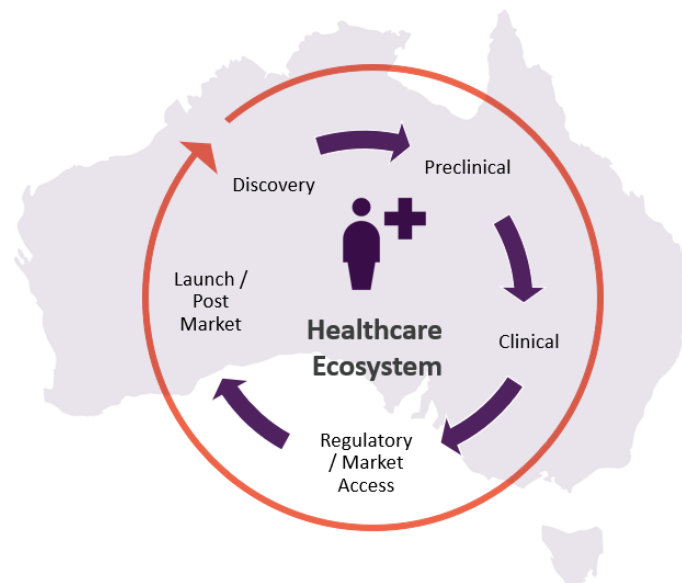 Discovery
Preclinical
Clinical
Regulatory
/ Market
Access
Launch /
Post
Market
Healthcare
Ecosystem